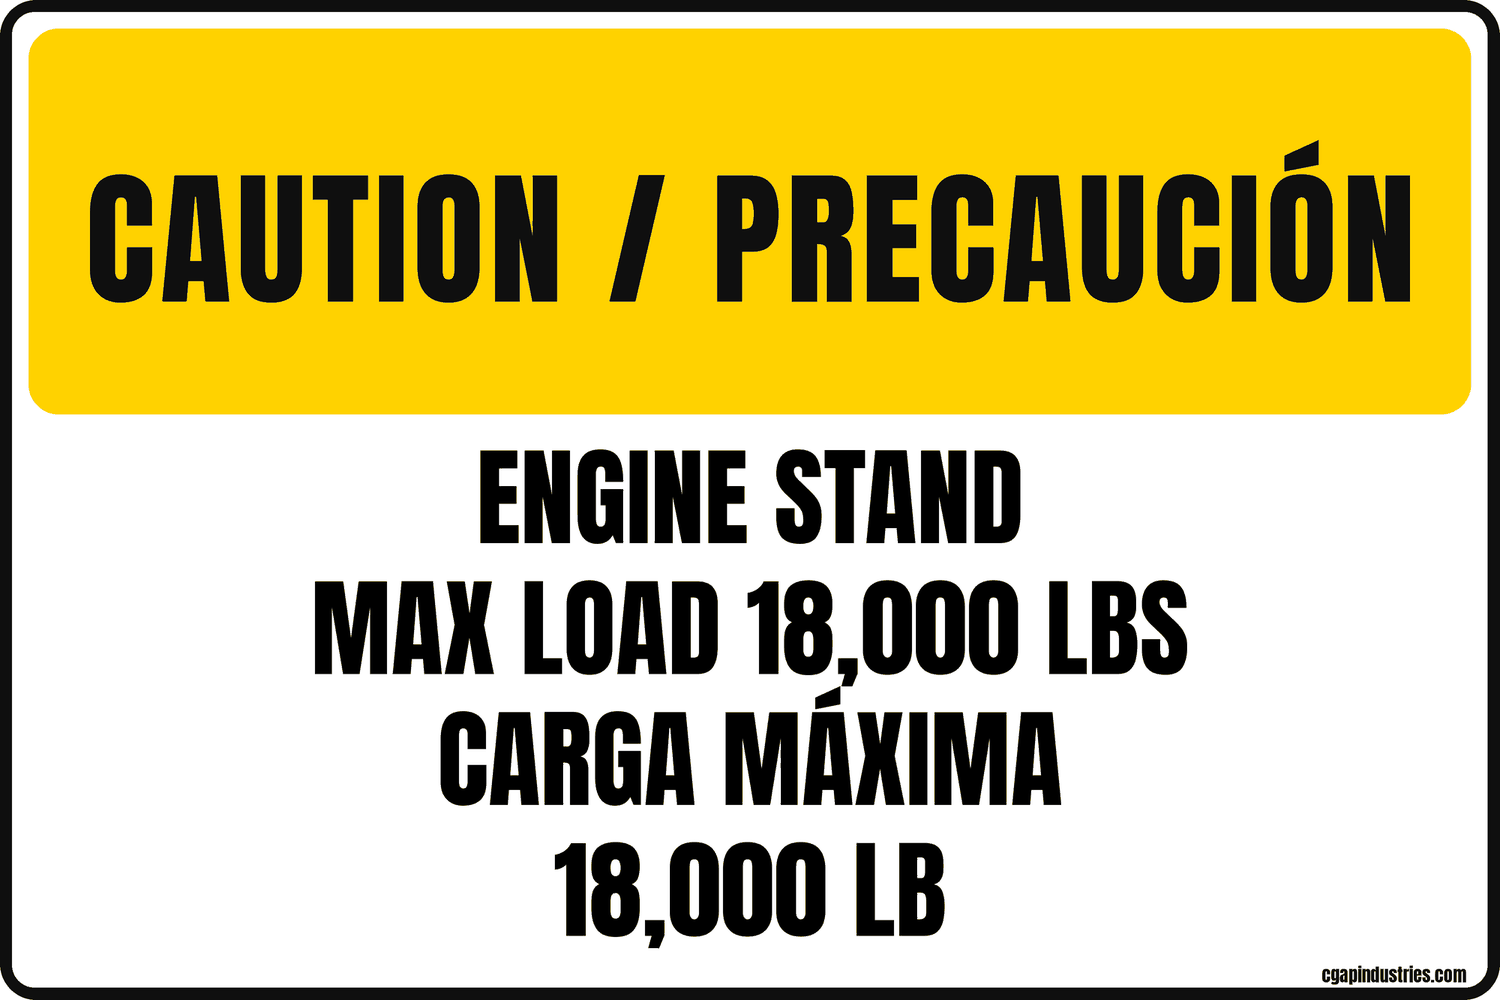 CAUTION / PRECAUCIÓN
ENGINE STAND
MAX LOAD 18,000 LBS
CARGA MÁXIMA
18,000 LB
cgapindustries.com